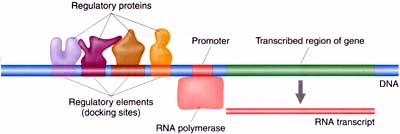 Regulatory proteins
Promoter
Transcribed region of gene
DNA
Regulatory elements
(docking sites)
RNA polymerase
RNA transcript